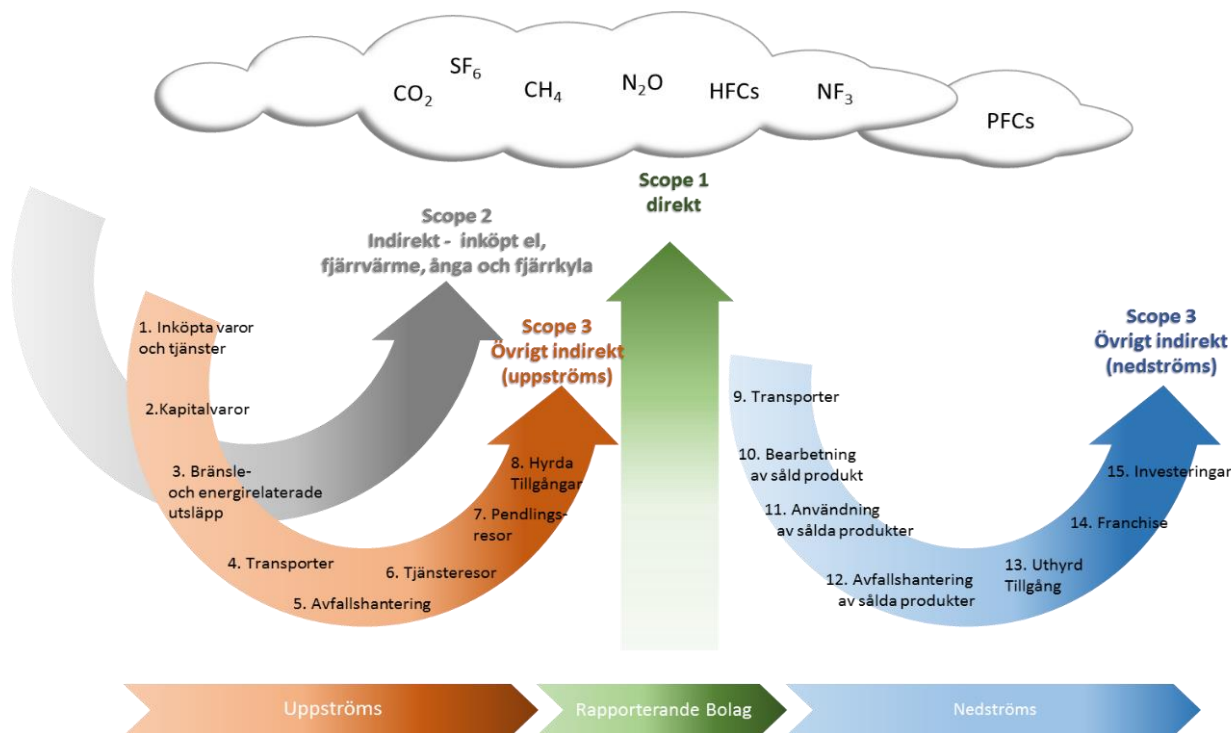 CO₂
SF₆
CH₄
N₂O
HFCs
NF₃
PFCs
Scope 1
direkt
Scope 2
Indirekt - inköpt el,
fjärrvärme, ånga och fjärrkyla
Scope 3
Övrigt indirekt
(uppströms)
1. Inköpta varor
och tjänster
2.Kapitalvaror
3. Bränsle-
och energirelaterade
utsläpp
4. Transporter
5. Avfallshantering
6. Tjänsteresor
7. Pendlings-
resor
8. Hyrda
Tillgångar
Scope 3
Övrigt indirekt
(nedströms)
9. Transporter
10. Bearbetning
av såld produkt
11. Användning
av sålda produkter
12. Avfallshantering
av sålda produkter
13. Uthyrd
Tillgång
14. Franchise
15. Investeringar
Uppströms
Rapporterande Bolag
Nedströms